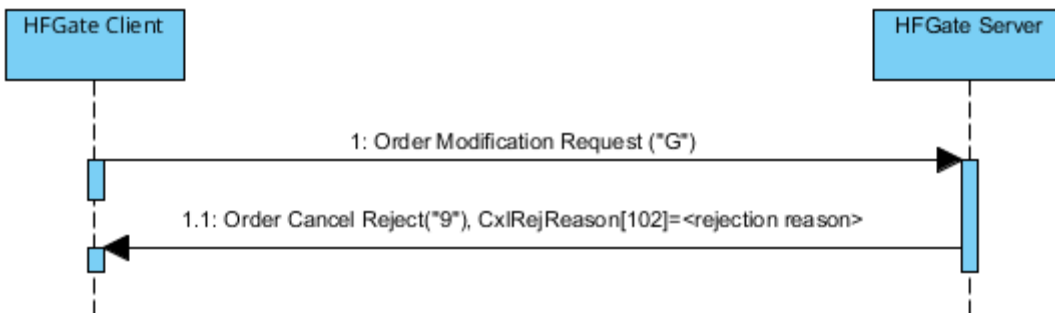 HFGate Client
HFGate Server
1: Order Modification Request ("G")
1.1: Order Cancel Reject("9"), CxlRejReason[102]=<rejection reason>